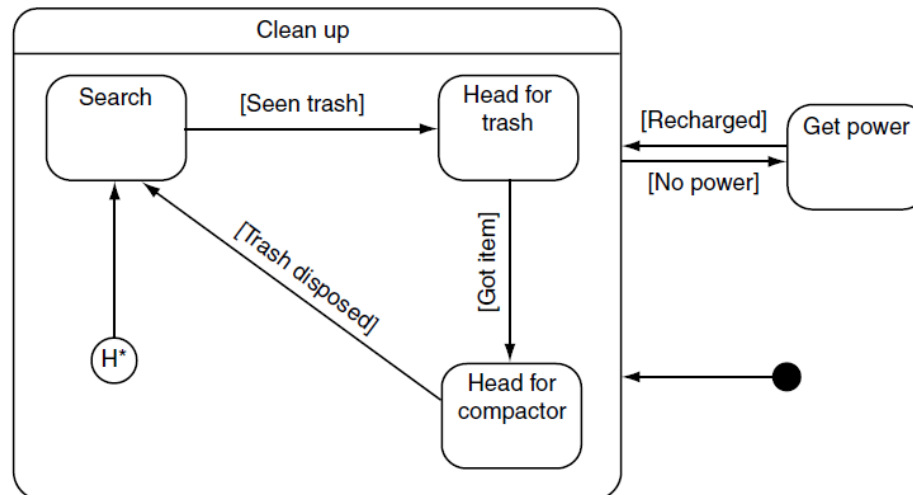 Clean up
Search
[Seen trash]
Head for
trash
[Recharged]
Get power
[No power]
[Trash disposed]
[Got item]
H*
Head for
compactor